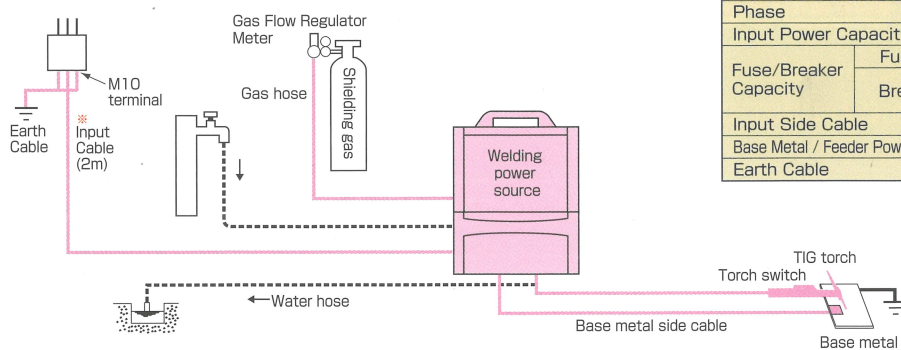 Gas Flow Regulator
Meter
M10
terminal
Gas hose
Shielding gas
Earth
Cable
※
Input
Cable
(2m)
Welding
power
source
Water hose
Base metal side cable
Torch switch
TIG torch
Base metal
Phase
Input Power Capacit
Fuse/Breaker
Capacity
Fu
Bre
Input Side Cable
Base Metal / Feeder Pow
Earth Cable